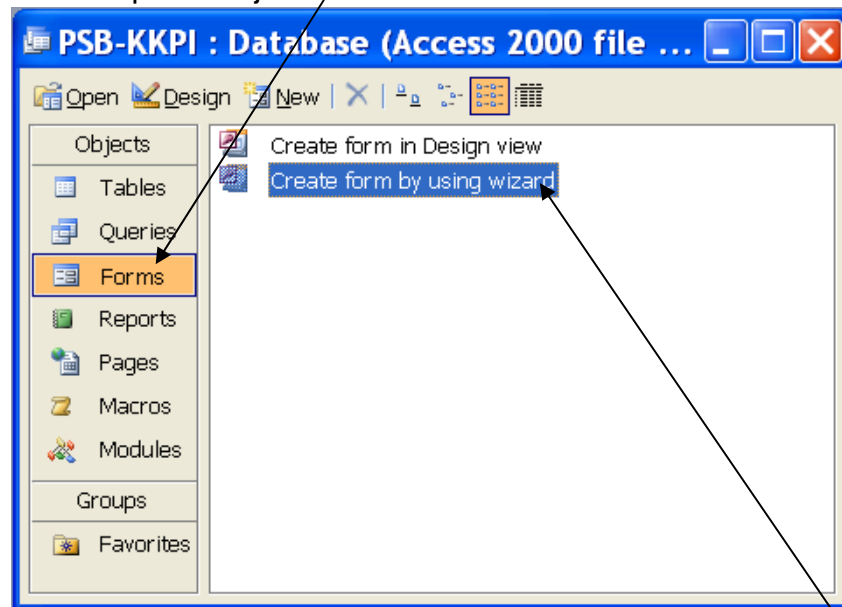 PSB-KKPI : Database (Access 2000 file ...
Open Design New
Objects
Tables
Queries
Forms
Reports
Pages
Macros
Modules
Groups
Favorites
Create form in Design view
Create form by using wizard